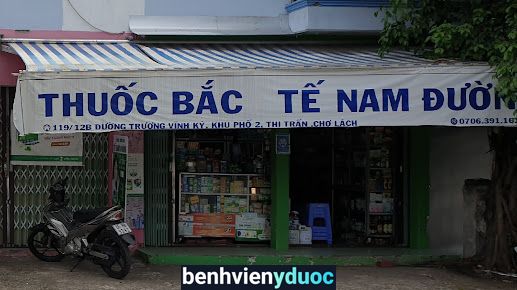 THUỐC BẮC TẾ NAM ĐƯỜN
119/12B ĐƯỜNG TRƯƠNG VĨNH KÝ, KHU PHỐ 2, THỊ TRẤN ,CHỢ LÁCH
0706.391.16
benhvienyduoc